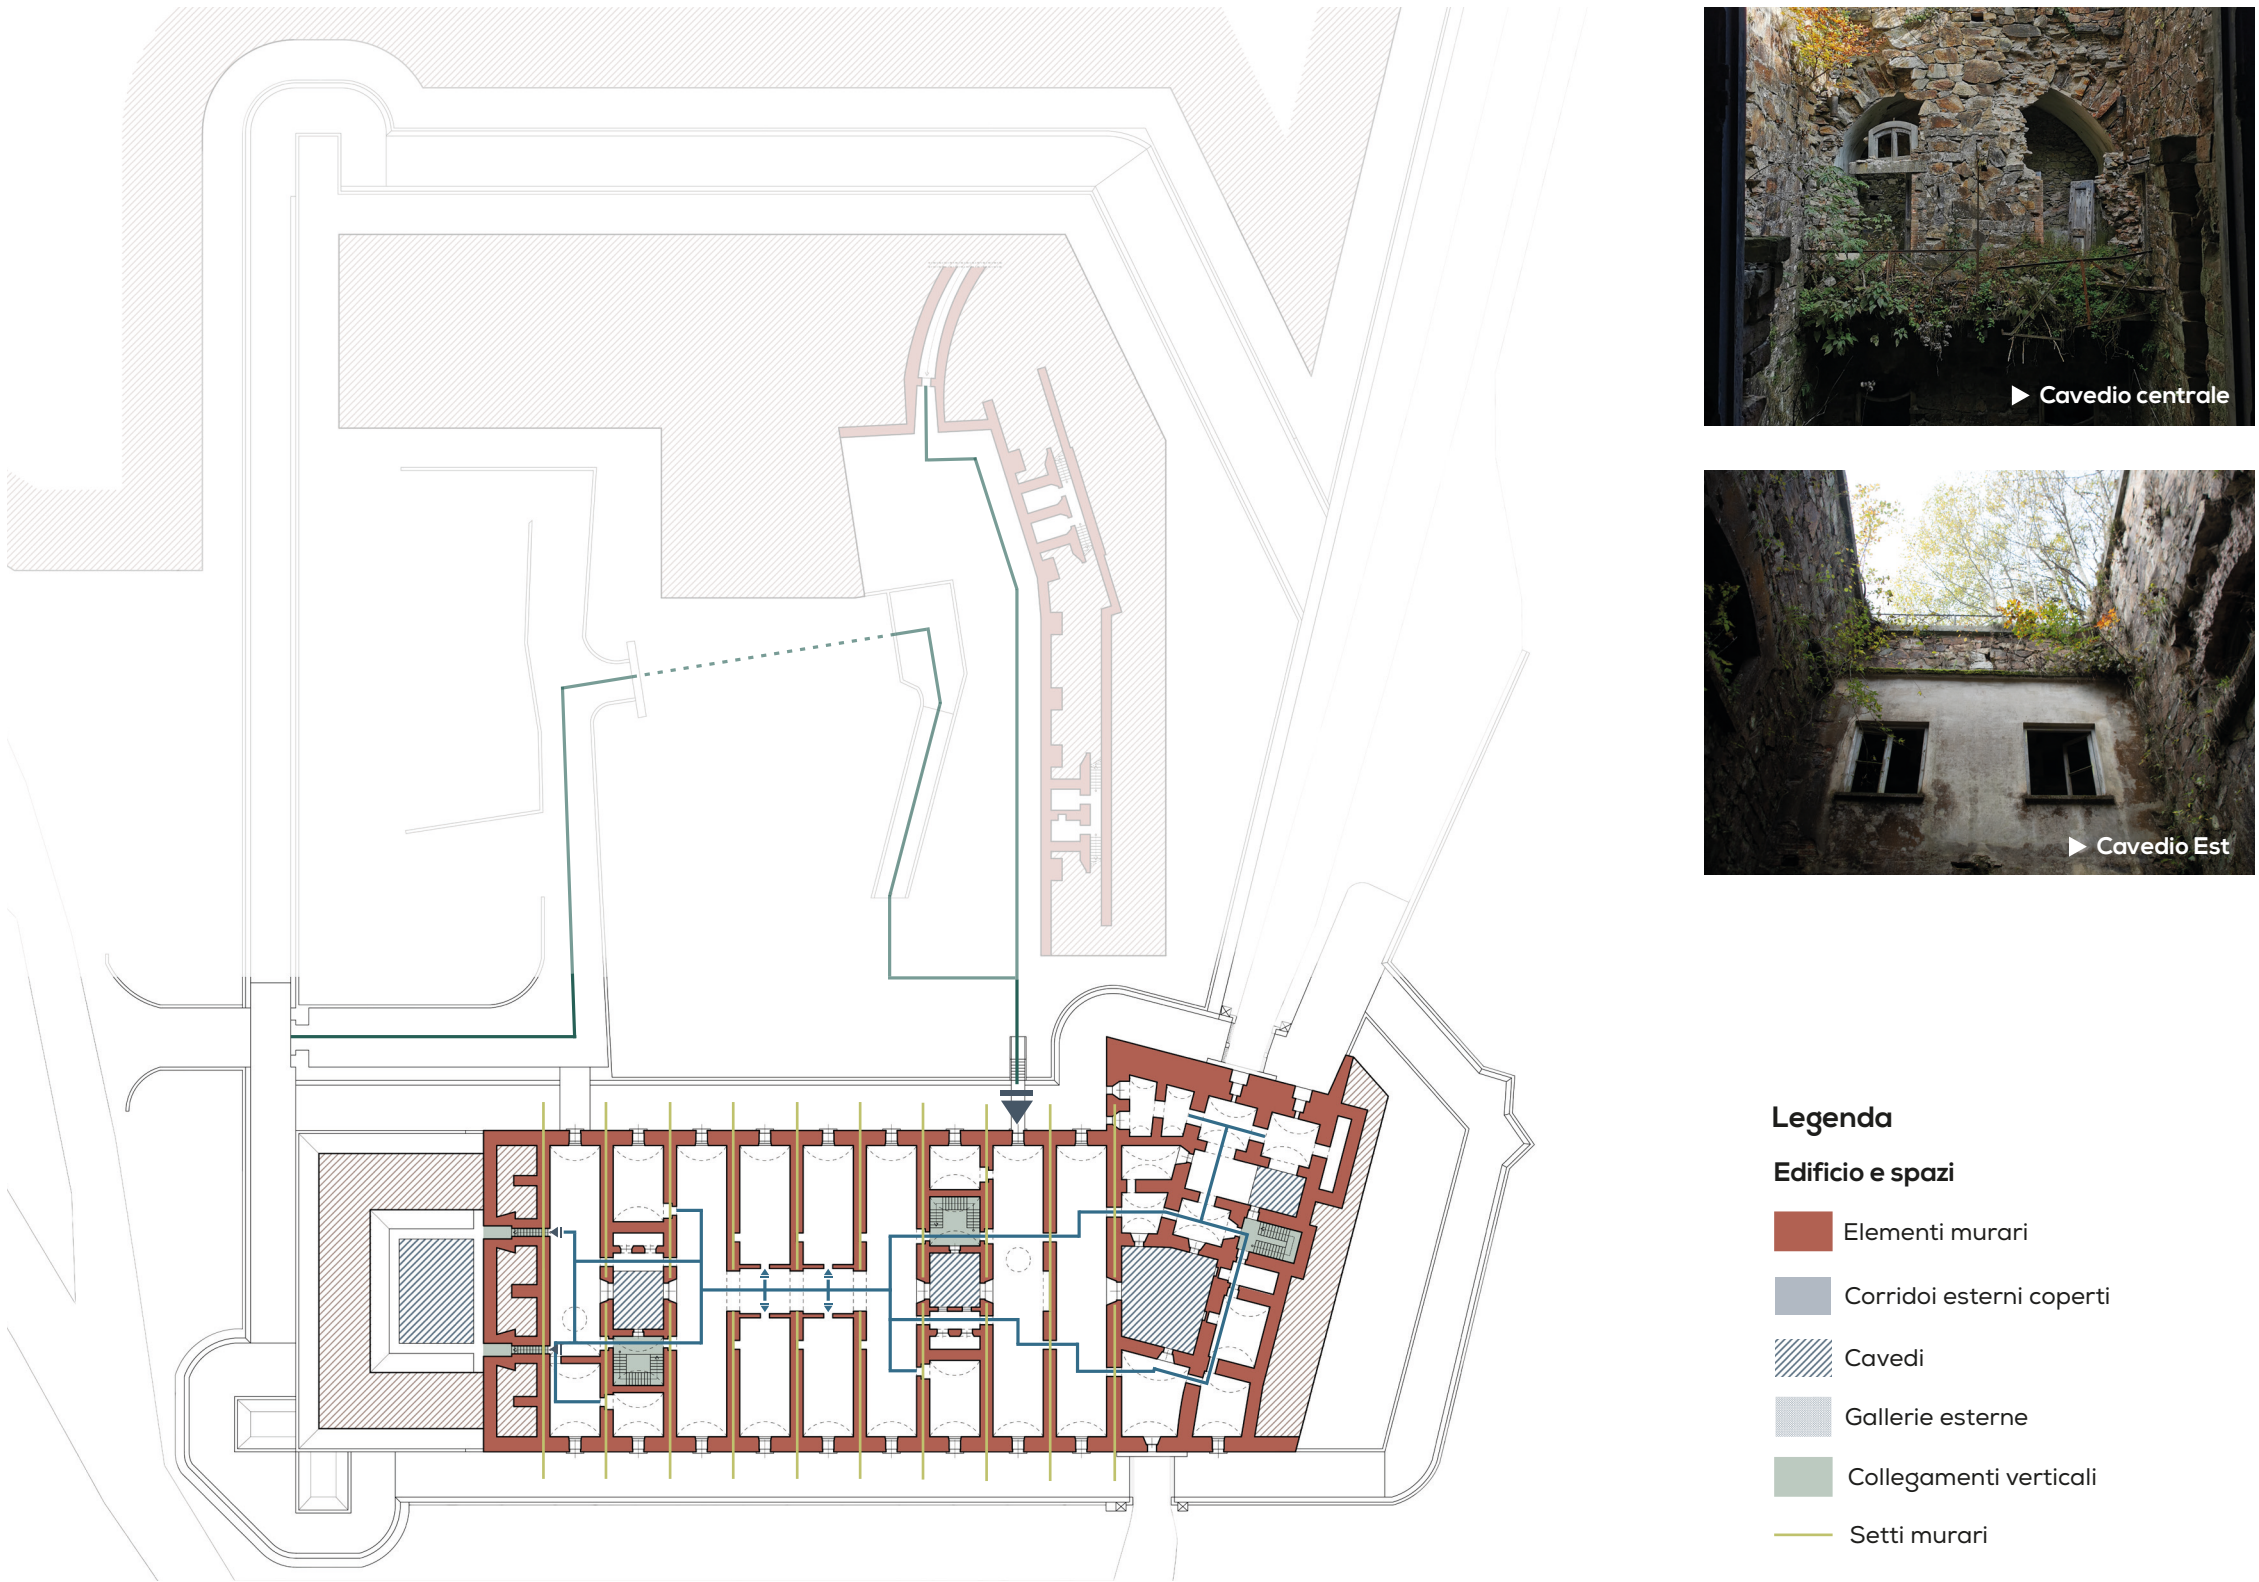 ▶ Cavedio centrale
▶ Cavedio Est
Legenda
Edificio e spazi
Elementi murari
Corridoi esterni coperti
Cavedi
Gallerie esterne
Collegamenti verticali
Setti murari